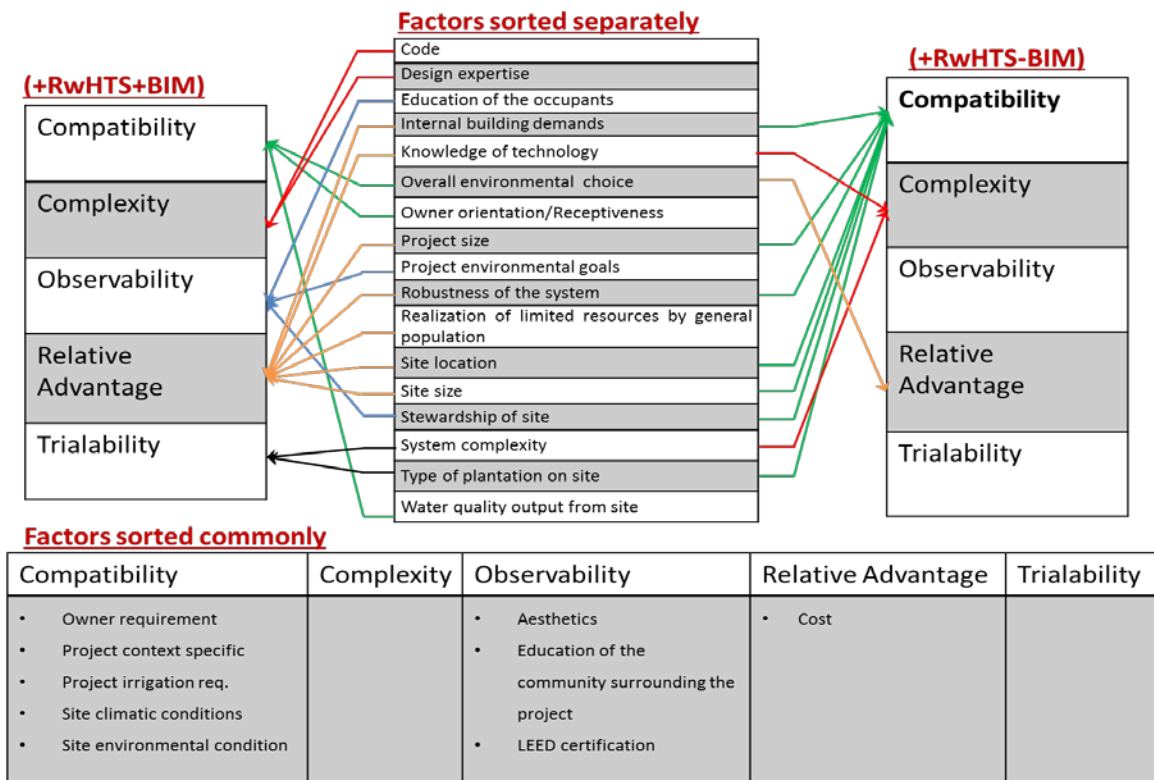 Factors sorted separately
(+RwHTS+BIM)
Compatibility
Complexity
Observability
Relative
Advantage
Trialability
Code
Design expertise
Education of the occupants
Internal building demands
Knowledge of technology
Overall environmental choice
Owner orientation/Receptiveness
Project size
Project environmental goals
Robustness of the system
Realization of limited resources by general
population
Site location
Site size
Stewardship of site
System complexity
Type of plantation on site
Water quality output from site
(+RwHTS-BIM)
Compatibility
Complexity
Observability
Relative
Advantage
Trialability
Factors sorted commonly
Compatibility
• Owner requirement
• Project context specific
• Project irrigation req.
• Site climatic conditions
• Site environmental condition
Complexity
Observability
• Aesthetics
• Education of the
community surrounding the
project
• LEED certification
Relative Advantage
• Cost
Trialability